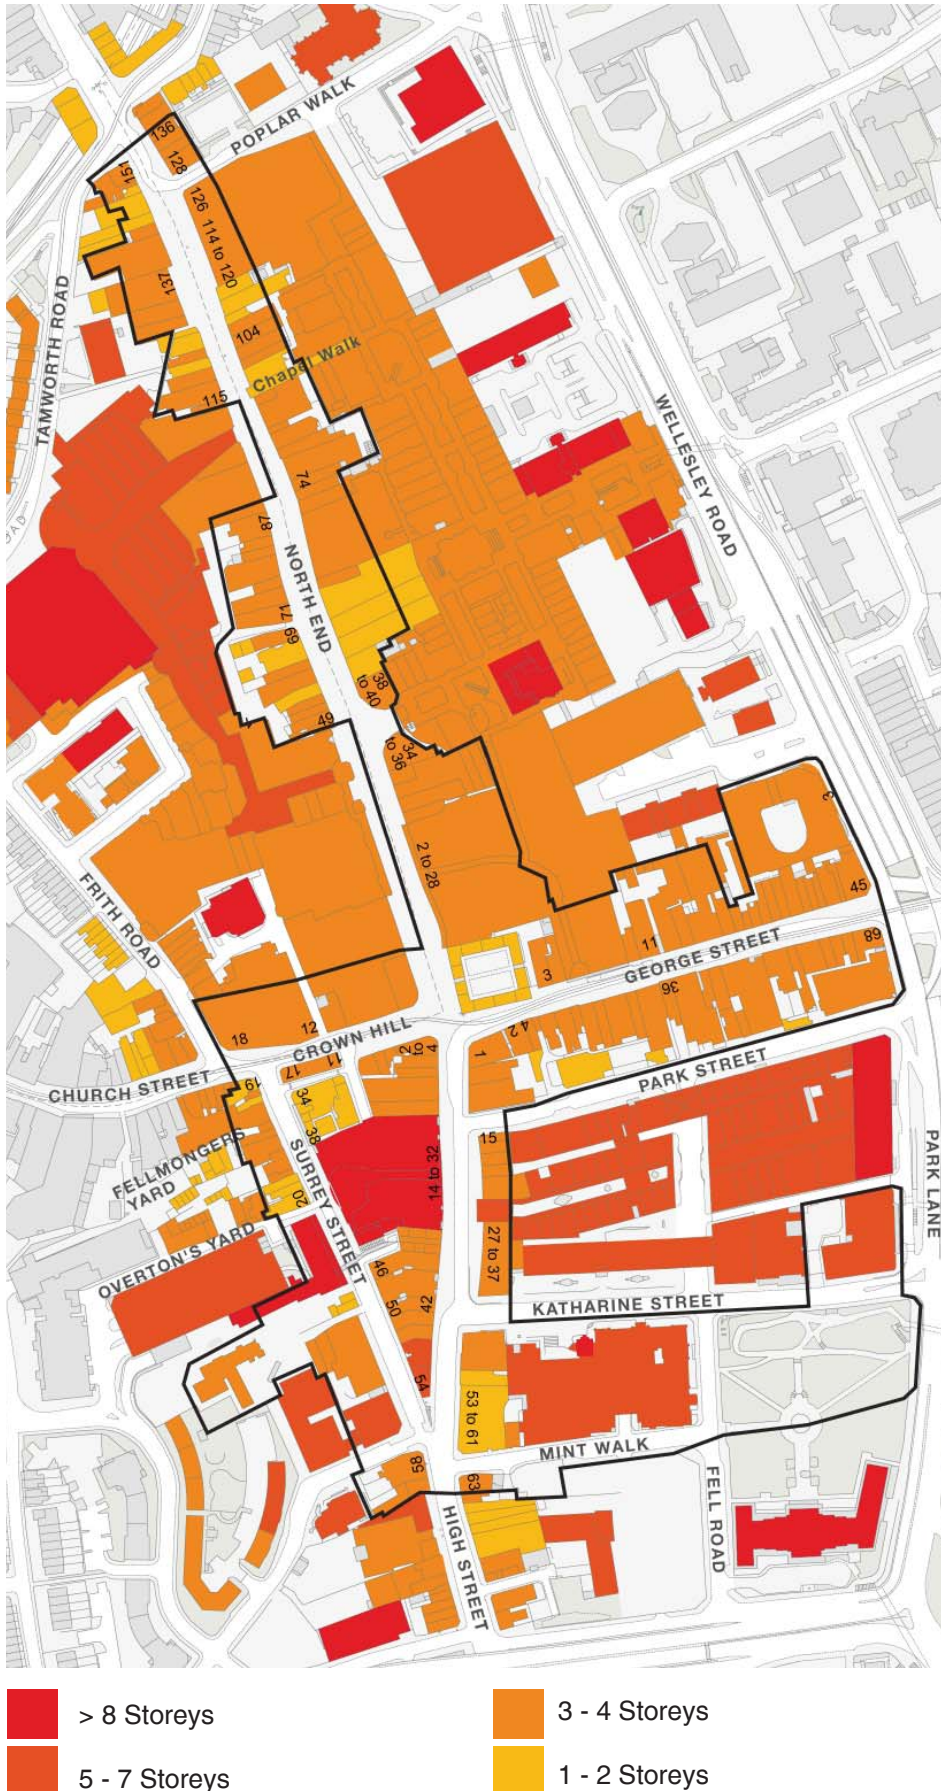 136
POPLAR WALK
128
151
126
114 to 120
137
TAMWORTH ROAD
104
Chapel Walk
115
WELLESLEY ROAD
74
87
NORTH END
71
69
38
to 40
49
34
to 36
3
2 to 28
FRITH ROAD
45
11
GEORGE STREET
68
3
36
18
12
CROWN HILL
4
2
2
to
4
1
11
17
PARK STREET
CHURCH STREET
19
34
38
15
FELLMONGERS
YARD
SURREY STREET
14 to 32
PARK LANE
20
OVERTON'S YARD
27 to 37
46
50
42
KATHARINE STREET
54
53 to 61
MINT WALK
58
63
HIGH STREET
FELL ROAD
> 8 Storeys
3 - 4 Storeys
5 - 7 Storeys
1 - 2 Storeys